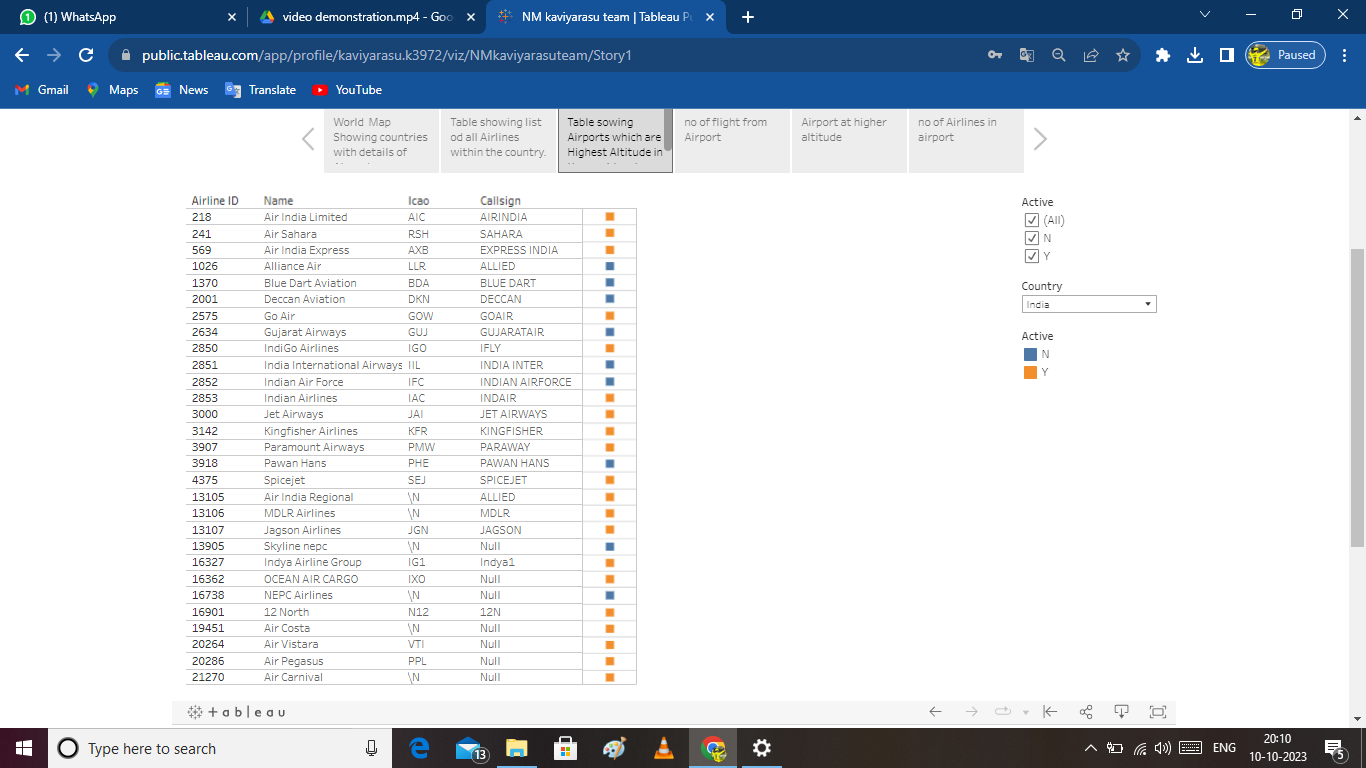 (1) WhatsApp
video demonstration.mp4 - Goo
NM kaviyarasu team | Tableau Pu
public.tableau.com/app/profile/kaviyarasu.k3972/viz/NMkaviyarasuteam/Story1
Paused
Gmail
Maps
News
Translate
YouTube
World Map
Showing countries
with details of
Table showing list
od all Airlines
within the country.
Table sowing
Airports which are
Highest Altitude in
no of flight from
Airport
Airport at higher
altitude
no of Airlines in
airport
Airline ID Name Icao Callsign
218 Air India Limited AIC AIRINDIA
241 Air Sahara RSH SAHARA
569 Air India Express AXB EXPRESS INDIA
1026 Alliance Air LLR ALLIED
1370 Blue Dart Aviation BDA BLUE DART
2001 Deccan Aviation DKN DECCAN
2575 Go Air GOW GOAIR
2634 Gujarat Airways GUJ GUJARATAIR
2850 IndiGo Airlines IGO IFLY
2851 India International Airways IIL INDIA INTER
2852 Indian Air Force IFC INDIAN AIRFORCE
2853 Indian Airlines IAC INDAIR
3000 Jet Airways JAI JET AIRWAYS
3142 Kingfisher Airlines KFR KINGFISHER
3907 Paramount Airways PMW PARAWAY
3918 Pawan Hans PHE PAWAN HANS
4375 Spicejet SEJ SPICEJET
13105 Air India Regional \N ALLIED
13106 MDLR Airlines \N MDLR
13107 Jagson Airlines JGN JAGSON
13905 Skyline nepc \N Null
16327 Indya Airline Group IG1 Indya1
16362 OCEAN AIR CARGO IXO Null
16738 NEPC Airlines \N Null
16901 12 North N12 12N
19451 Air Costa \N Null
20264 Air Vistara VTI Null
20286 Air Pegasus PPL Null
21270 Air Carnival \N Null
Active
(All)
N
Y
Country
India
Active
N
Y
+ a b | e a u
Type here to search
13
ENG
20:10
10-10-2023
5